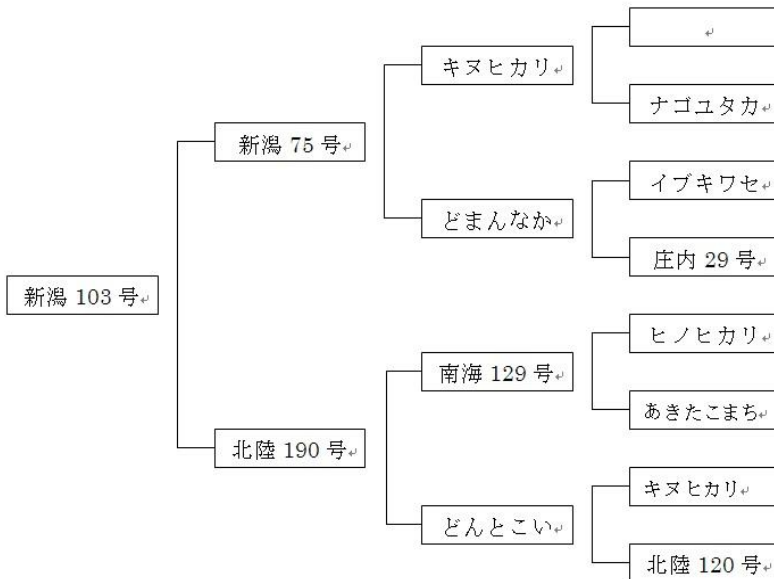 キヌヒカリ
ナゴユタカ
新潟 75 号
イブキワセ
どまんなか
庄内 29 号
新潟 103 号
ヒノヒカリ
南海 129 号
あきたこまち
北陸 190 号
キヌヒカリ
どんとこい
北陸 120 号